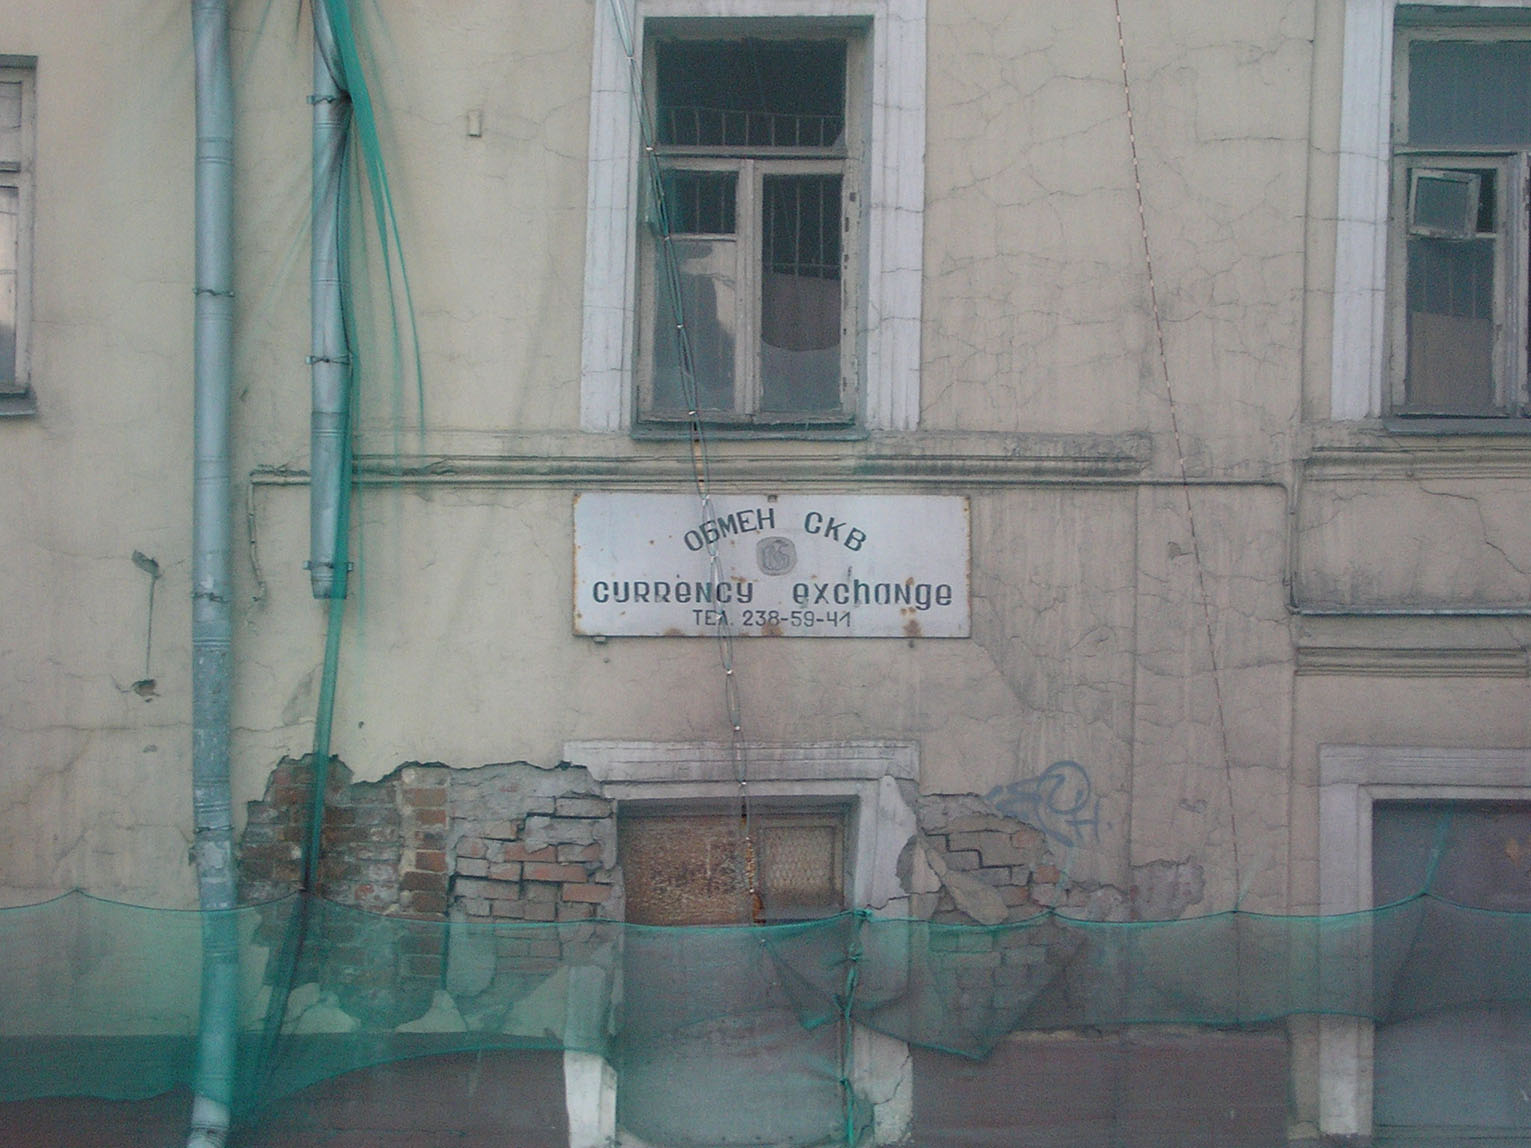 ОБМЕН СКВ
currency exchange
ТЕЛ. 238-59-41